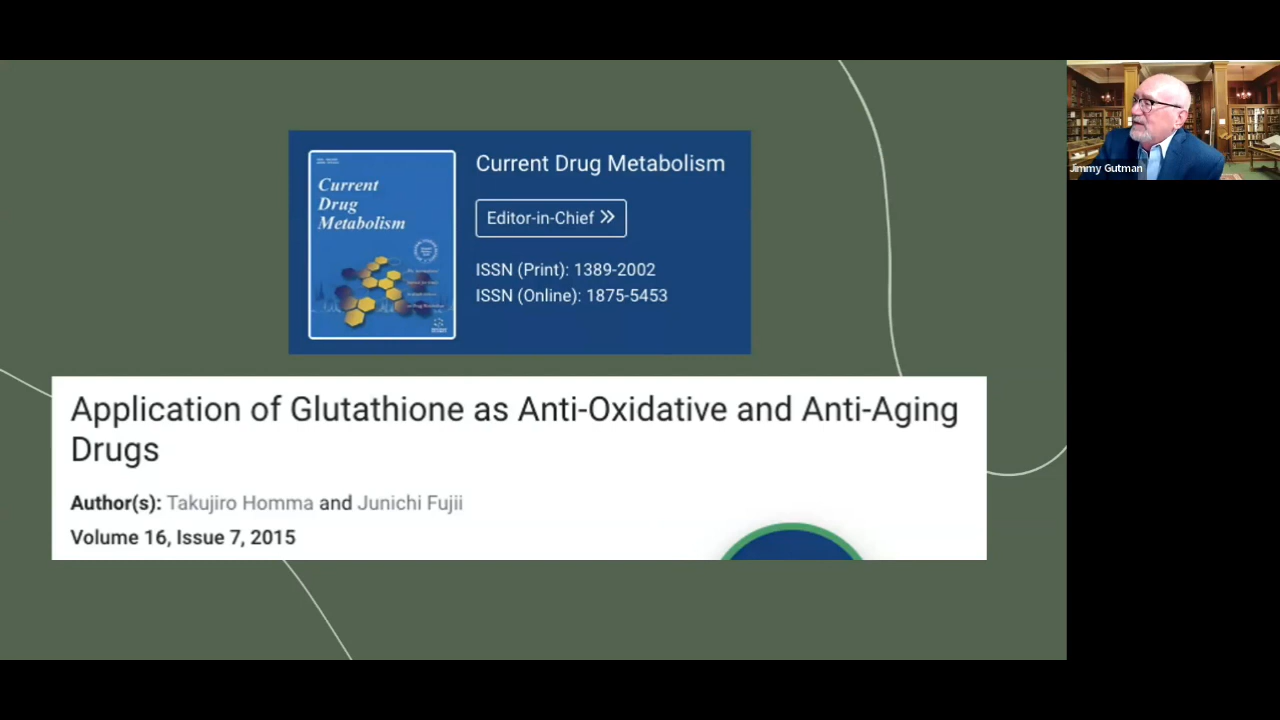 Current
Drug
Metabolism
Current Drug Metabolism
Editor-in-Chief
ISSN (Print): 1389-2002
ISSN (Online): 1875-5453
Application of Glutathione as Anti-Oxidative and Anti-Aging
Drugs
Author(s): Takujiro Homma and Junichi Fujii
Volume 16, Issue 7, 2015
Jimmy Gutman